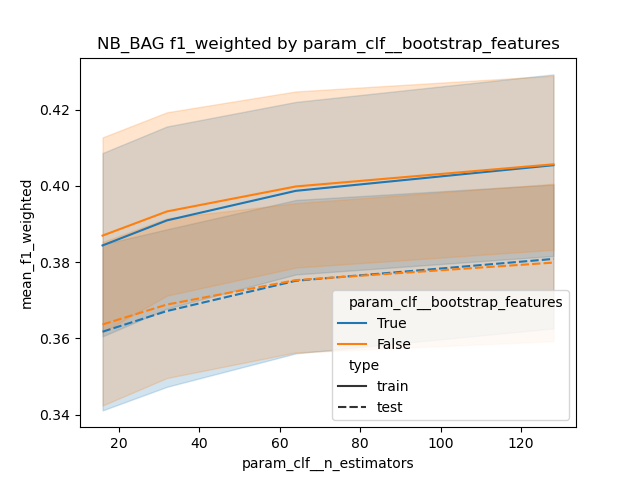 NB_BAG f1_weighted by param_clf__bootstrap_features
mean_f1_weighted
0.42
0.40
0.38
0.36
0.34
param_clf__bootstrap_features
True
False
type
train
test
20 40 60 80 100 120
param_clf__n_estimators